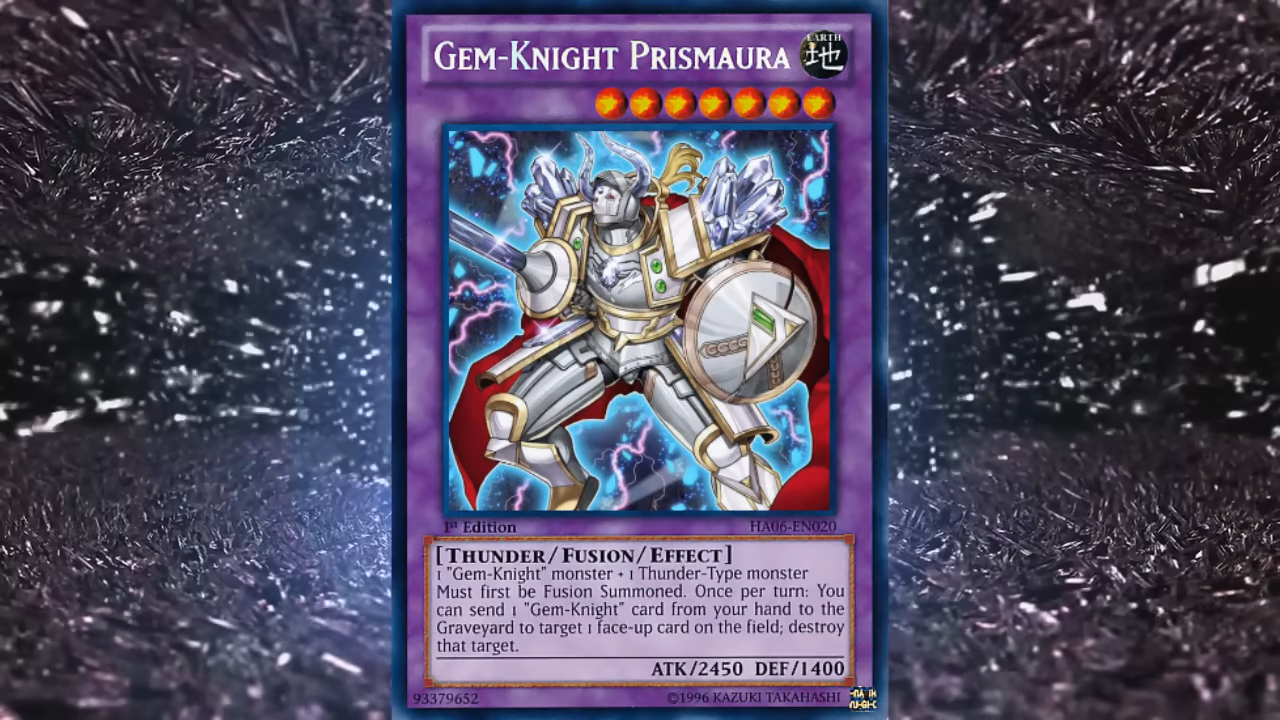 GEM-KNIGHT PRISMAURA
EARTH
地
1st Edition
HA06-EN020
[THUNDER/FUSION/EFFECT]
1 "Gem-Knight" monster + 1 Thunder-Type monster
Must first be Fusion Summoned. Once per turn: You
can send 1 "Gem-Knight" card from your hand to the
Graveyard to target 1 face-up card on the field; destroy
that target.
ATK/2450 DEF/1400
93379652
©1996 KAZUKI TAKAHASHI